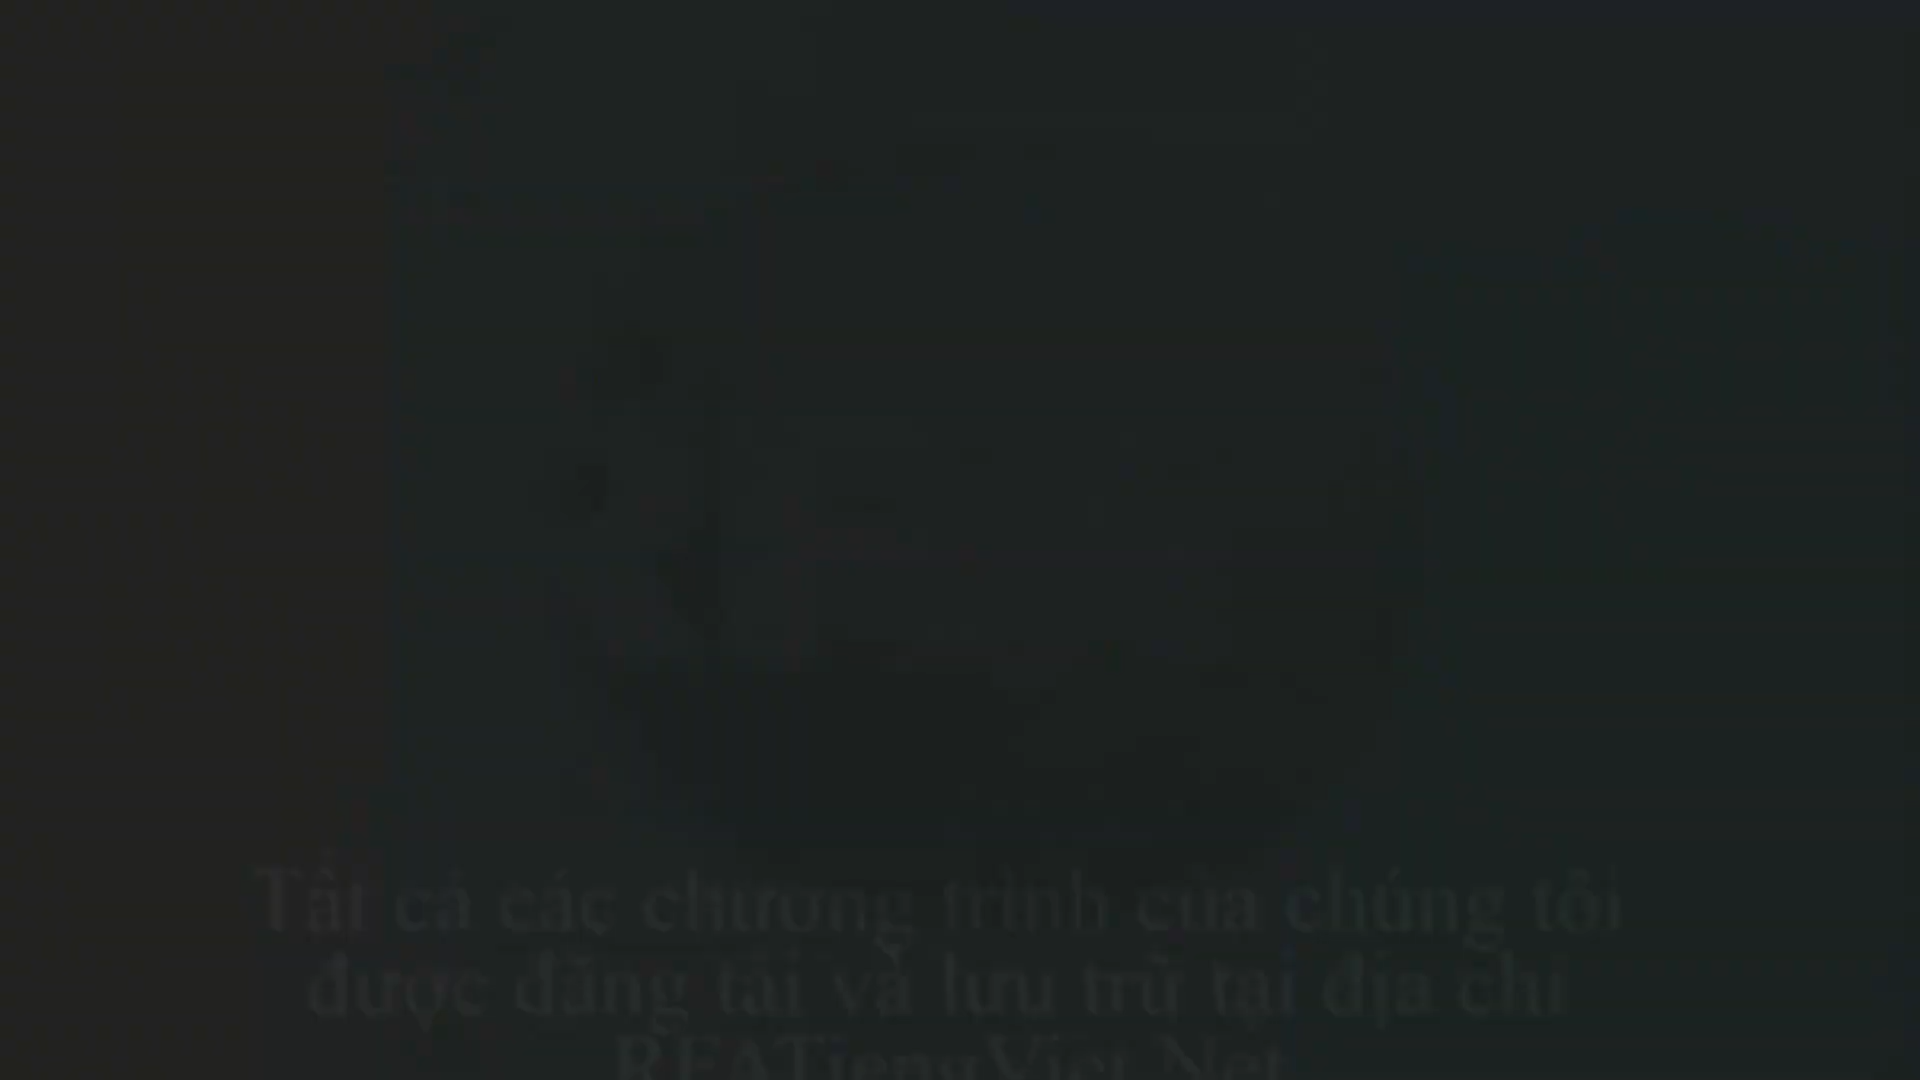 Tất cả các chương trình của chúng tôi
được đăng tải và lưu trữ tại địa chỉ
RFATiengViet.Net